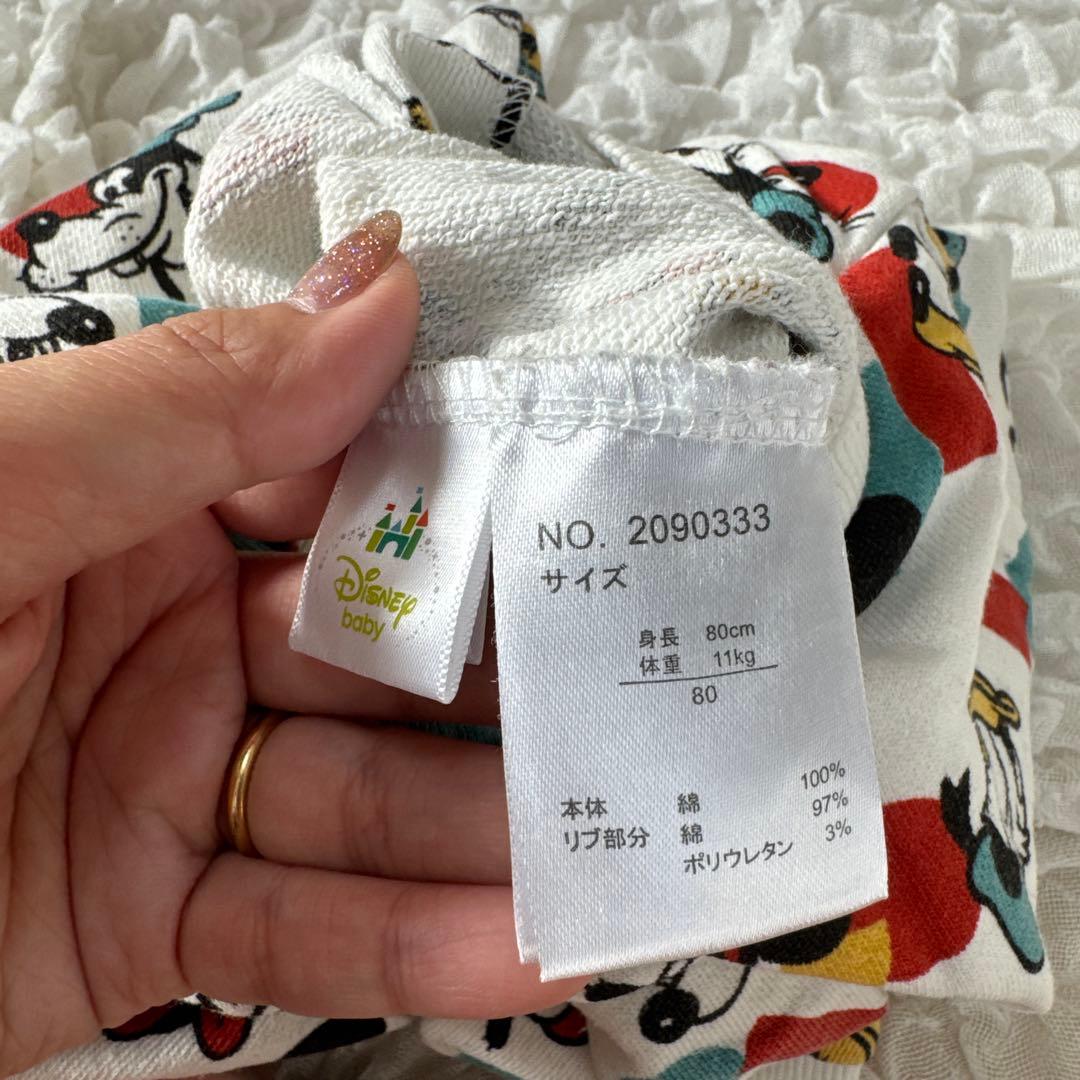 Disney
baby
NO. 2090333
サイズ
身長 80cm
体重 11kg
80
本体 綿 100%
リブ部分 綿 97%
ポリウレタン 3%